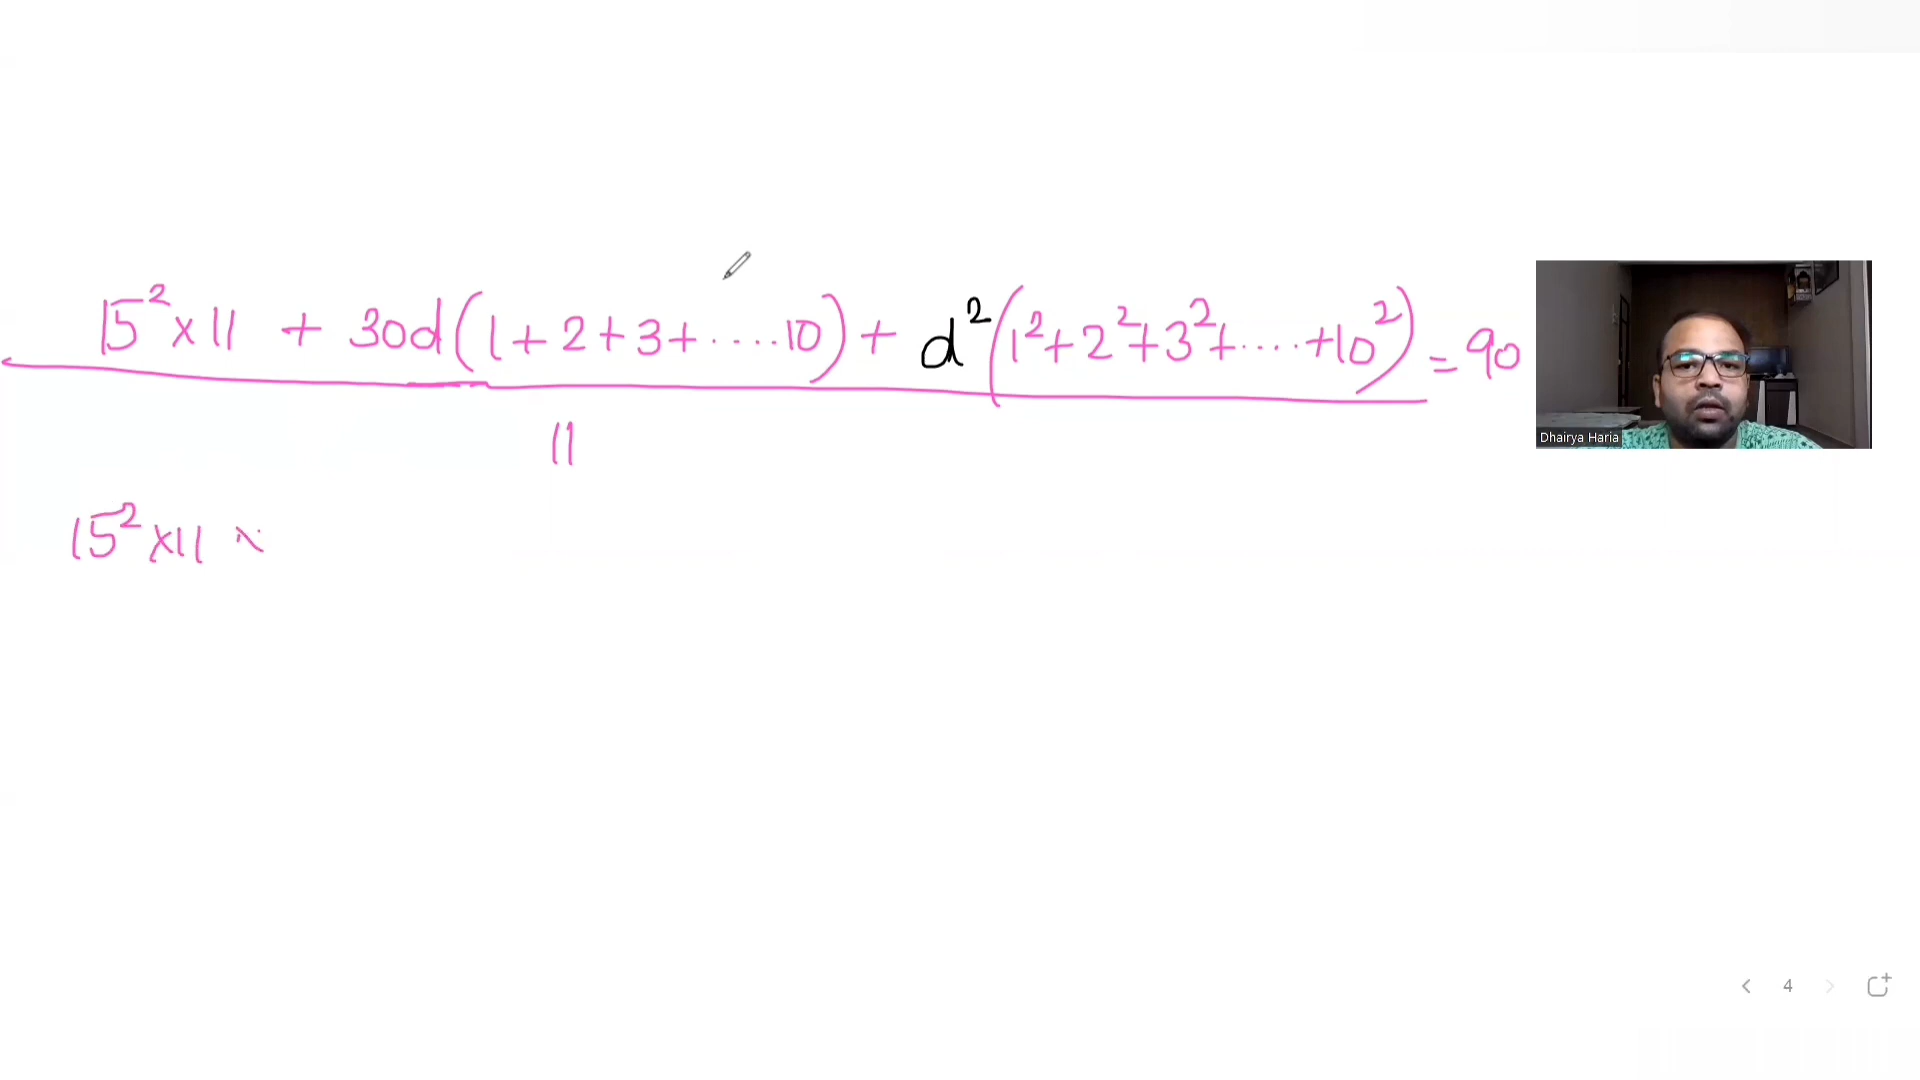 15² × 11 + 30d(1+2+3+....10) + d²(1²+2²+3²+....+10²) = 90
11
Dhairya Haria
15² × 11 ×
4